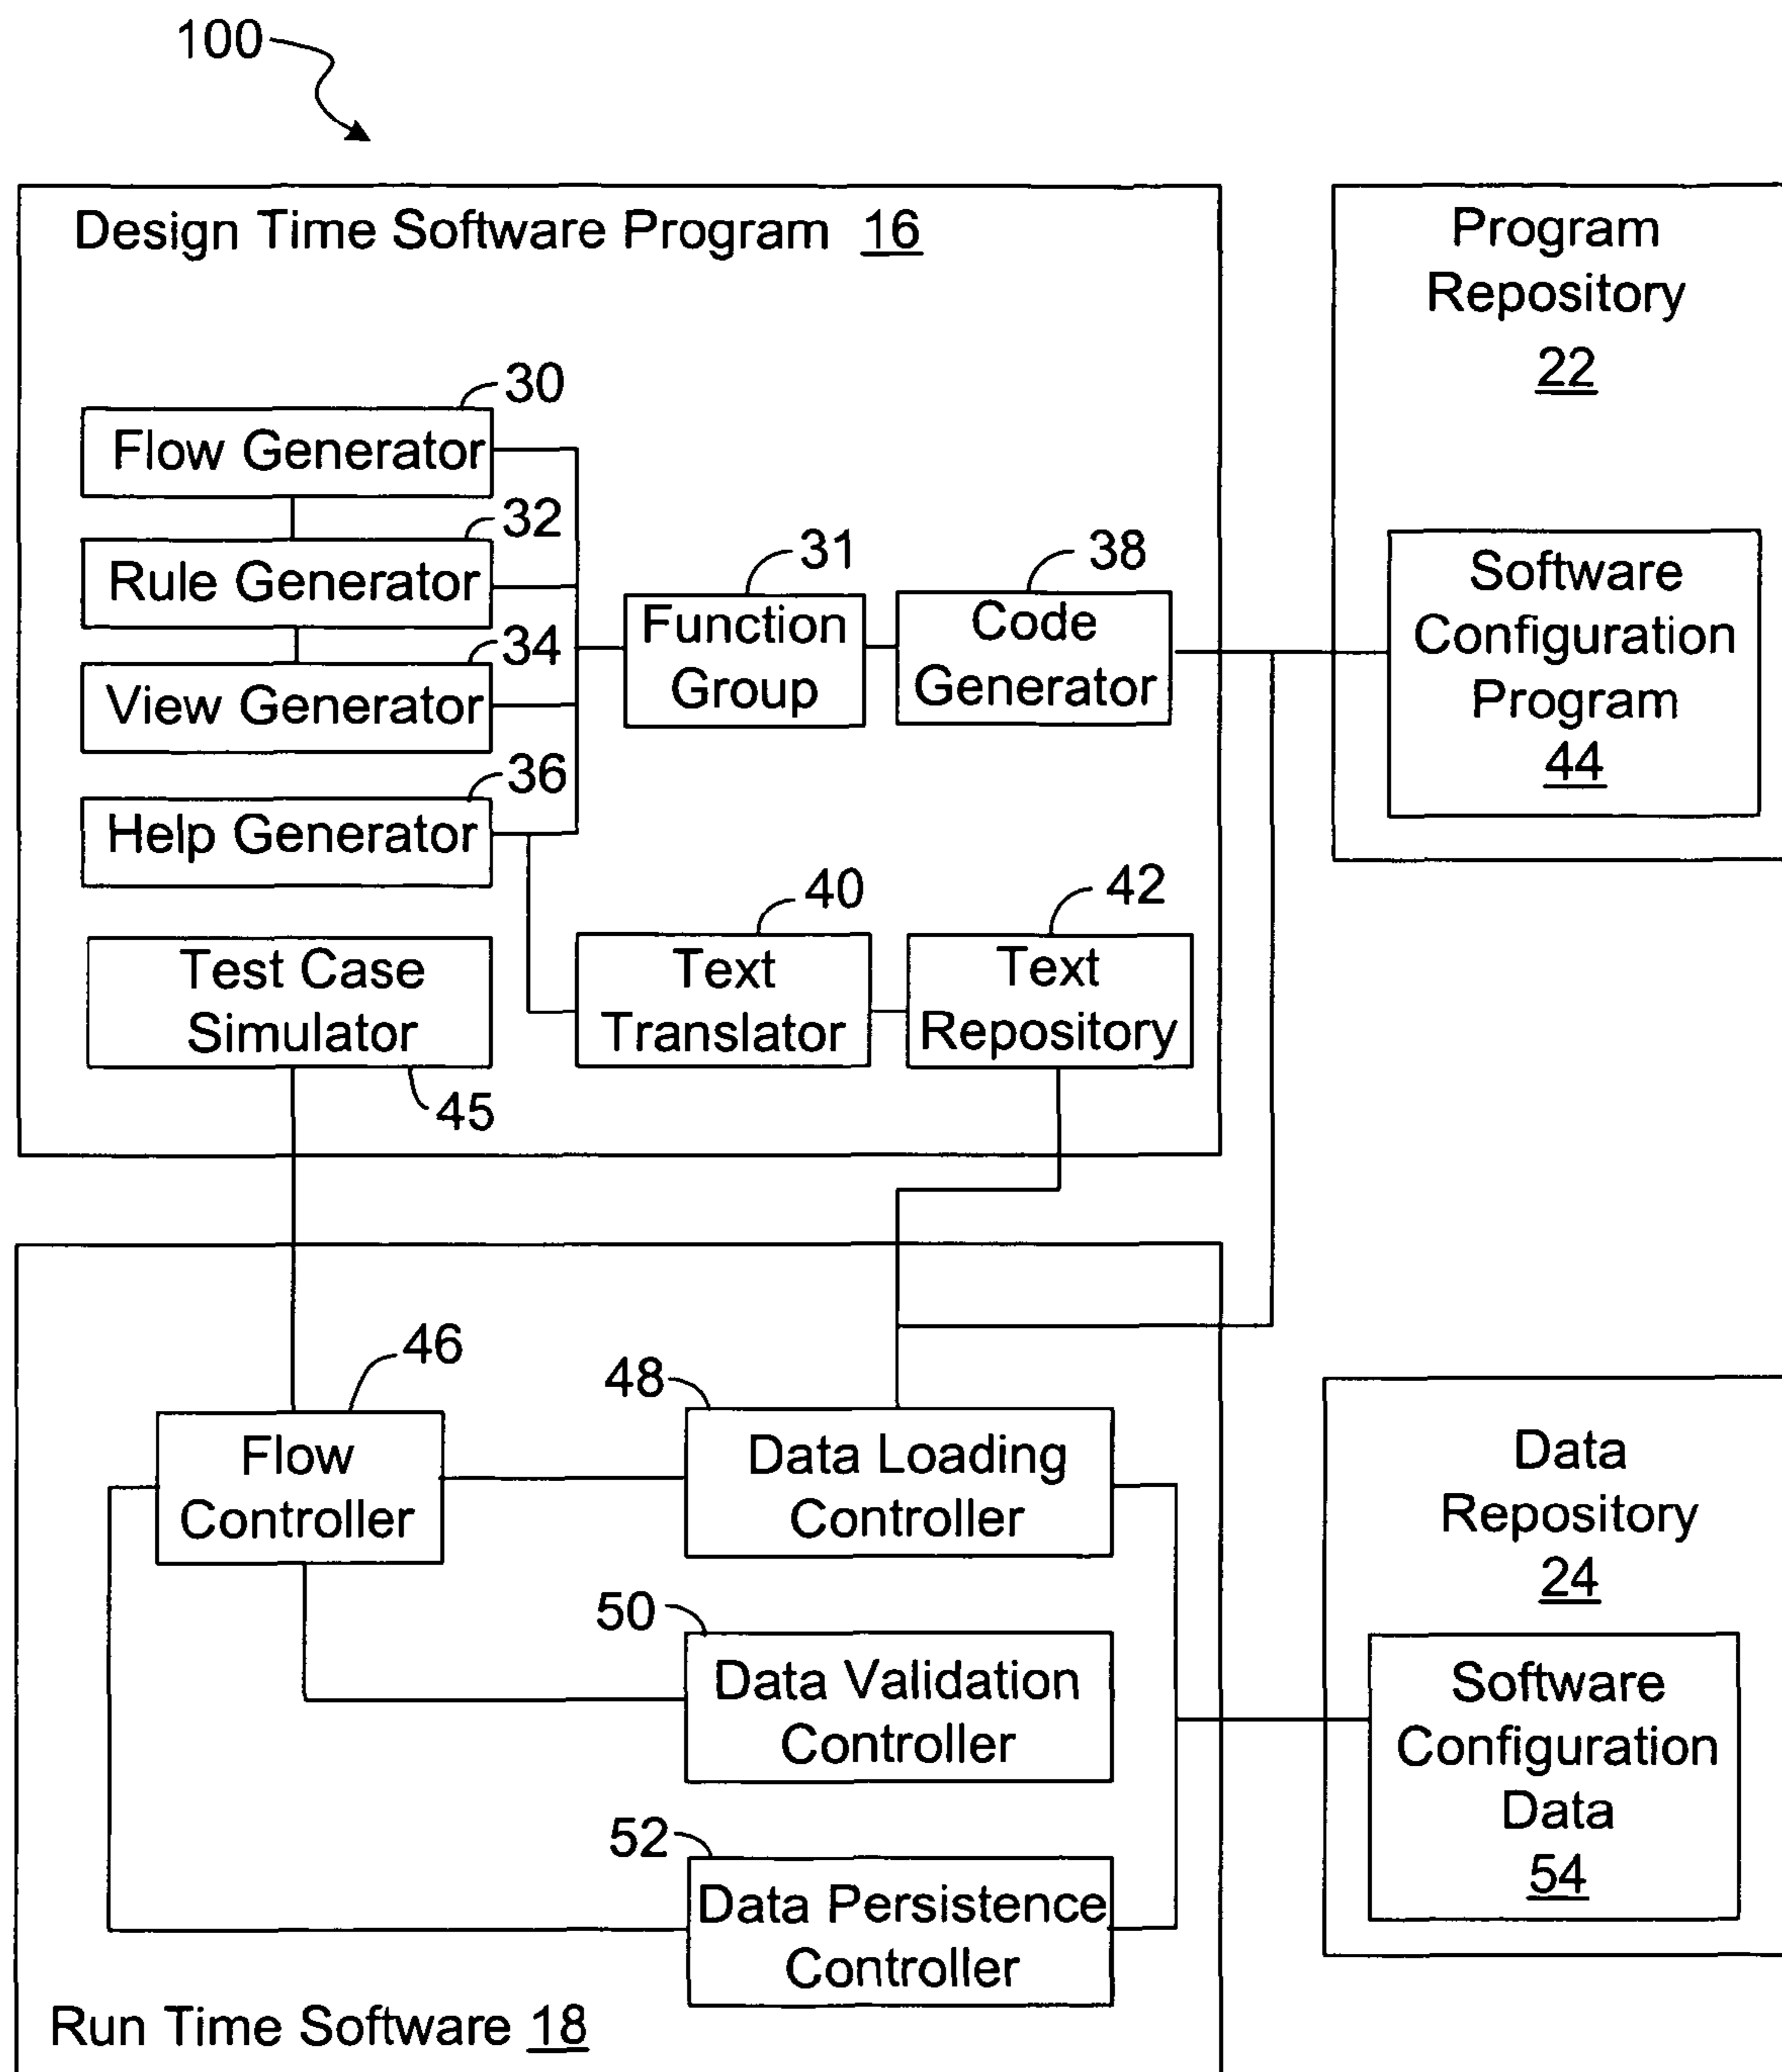 100
Design Time Software Program 16
Program
Repository
22
30
Flow Generator
32
Rule Generator
34
View Generator
36
Help Generator
31
Function
Group
38
Code
Generator
Software
Configuration
Program
44
40
Text
Translator
42
Text
Repository
Test Case
Simulator
45
46
Flow
Controller
48
Data Loading
Controller
50
Data Validation
Controller
52
Data Persistence
Controller
Data
Repository
24
Software
Configuration
Data
54
Run Time Software 18